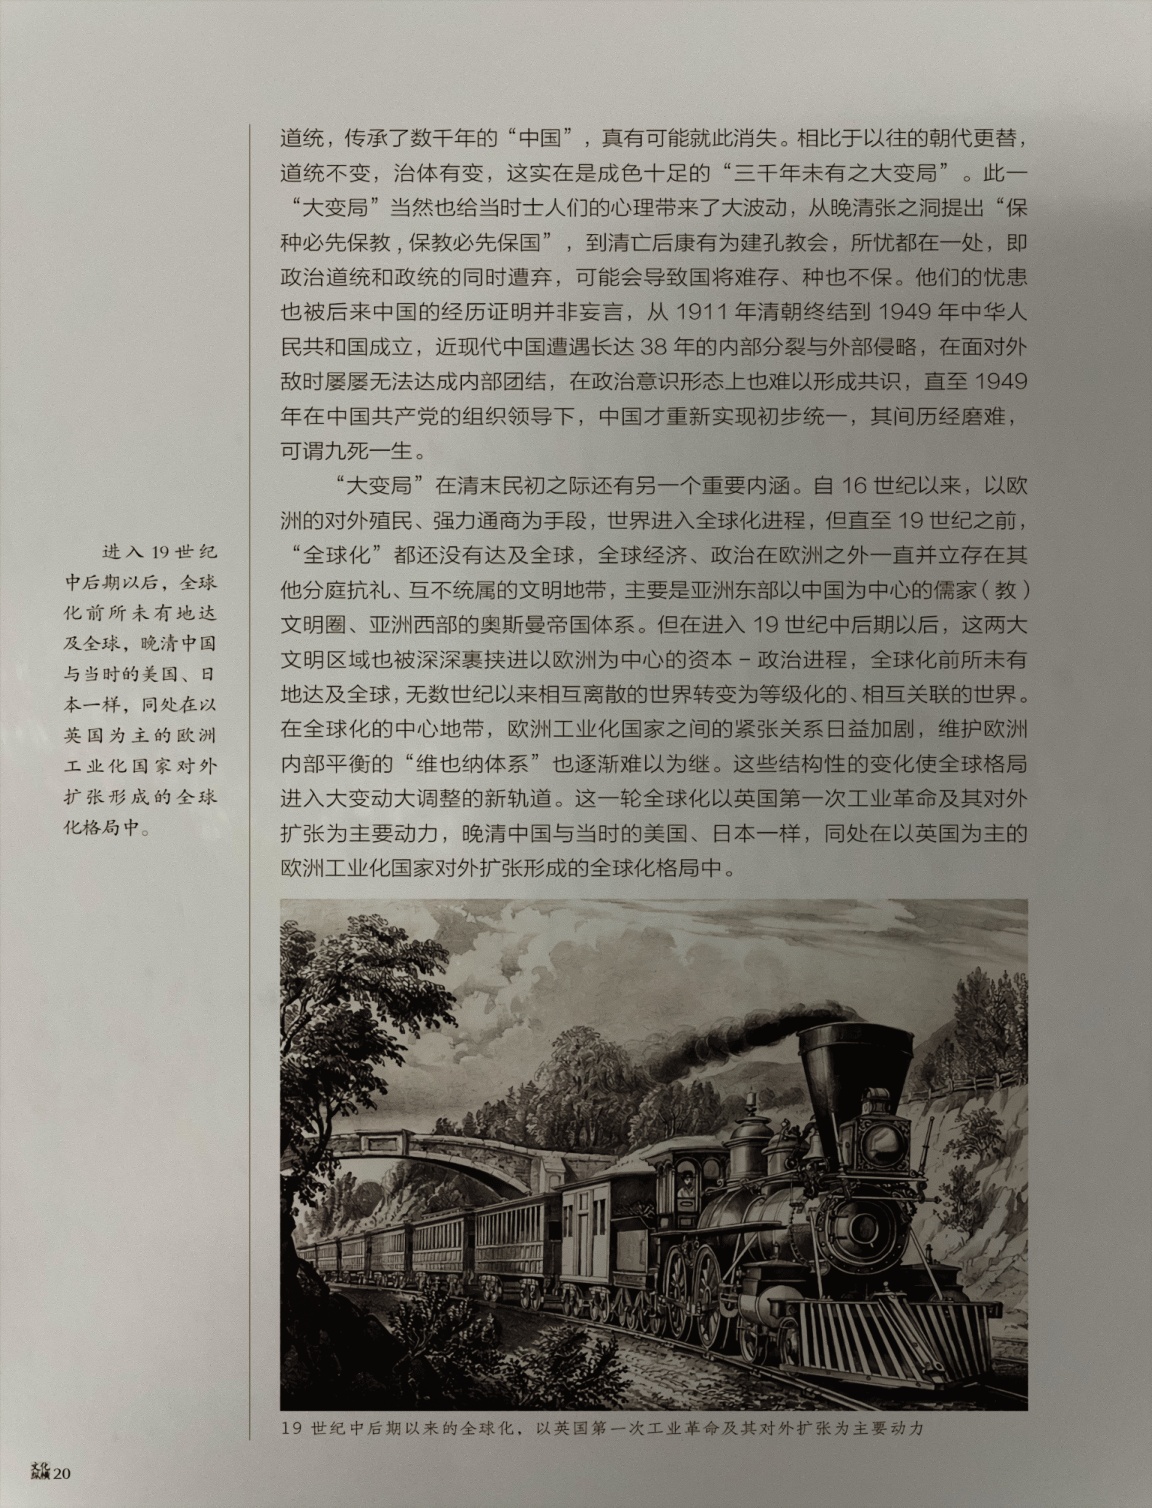 道统，传承了数千年的“中国”，真有可能就此消失。相比于以往的朝代更替，
道统不变，治体有变，这实在是成色十足的“三千年未有之大变局”。此一
“大变局”当然也给当时士人们的心理带来了大波动，从晚清张之洞提出“保
种必先保教，保教必先保国”，到清亡后康有为建孔教会，所忧都在一处，即
政治道统和政统的同时遭弃，可能会导致国将难存、种也不保。他们的忧患
也被后来中国的经历证明并非妄言，从 1911 年清朝终结到 1949 年中华人
民共和国成立，近现代中国遭遇长达 38 年的内部分裂与外部侵略，在面对外
敌时屡屡无法达成内部团结，在政治意识形态上也难以形成共识，直至 1949
年在中国共产党的组织领导下，中国才重新实现初步统一，其间历经磨难，
可谓九死一生。
“大变局”在清末民初之际还有另一个重要内涵。自 16 世纪以来，以欧
洲的对外殖民、强力通商为手段，世界进入全球化进程，但直至 19 世纪之前，
“全球化”都还没有达及全球，全球经济、政治在欧洲之外一直并立存在其
他分庭抗礼、互不统属的文明地带，主要是亚洲东部以中国为中心的儒家（教）
文明圈、亚洲西部的奥斯曼帝国体系。但在进入 19 世纪中后期以后，这两大
文明区域也被深深裹挟进以欧洲为中心的资本 – 政治进程，全球化前所未有
地达及全球，无数世纪以来相互离散的世界转变为等级化的、相互关联的世界。
在全球化的中心地带，欧洲工业化国家之间的紧张关系日益加剧，维护欧洲
内部平衡的“维也纳体系”也逐渐难以为继。这些结构性的变化使全球格局
进入大变动大调整的新轨道。这一轮全球化以英国第一次工业革命及其对外
扩张为主要动力，晚清中国与当时的美国、日本一样，同处在以英国为主的
欧洲工业化国家对外扩张形成的全球化格局中。
进入 19 世纪
中后期以后，全球
化前所未有地达
及全球，晚清中国
与当时的美国、日
本一样，同处在以
英国为主的欧洲
工业化国家对外
扩张形成的全球
化格局中。
19 世纪中后期以来的全球化，以英国第一次工业革命及其对外扩张为主要动力
文化
纵横 20